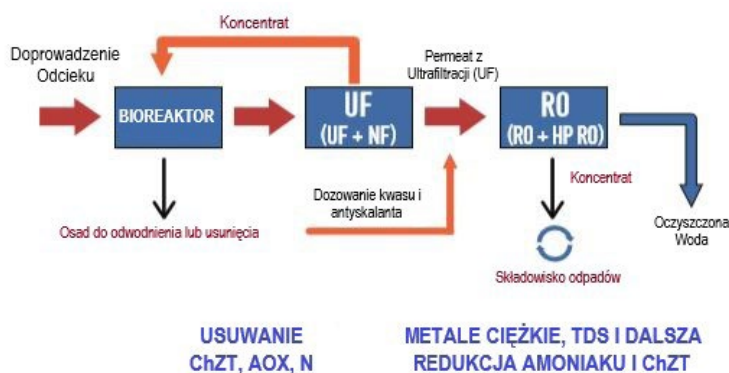 Koncentrat
Doprowadzenie
Odcieku
Permeat z
Ultrafiltracji (UF)
BIOREAKTOR
UF
(UF + NF)
RO
(RO + HP RO)
Koncentrat
Dozowanie kwasu i
antyskalanta
Osad do odwodnienia lub usunięcia
Oczyszczona
Woda
Składowisko odpadów
USUWANIE
ChZT, AOX, N
METALE CIĘŻKIE, TDS I DALSZA
REDUKCJA AMONIAKU I ChZT